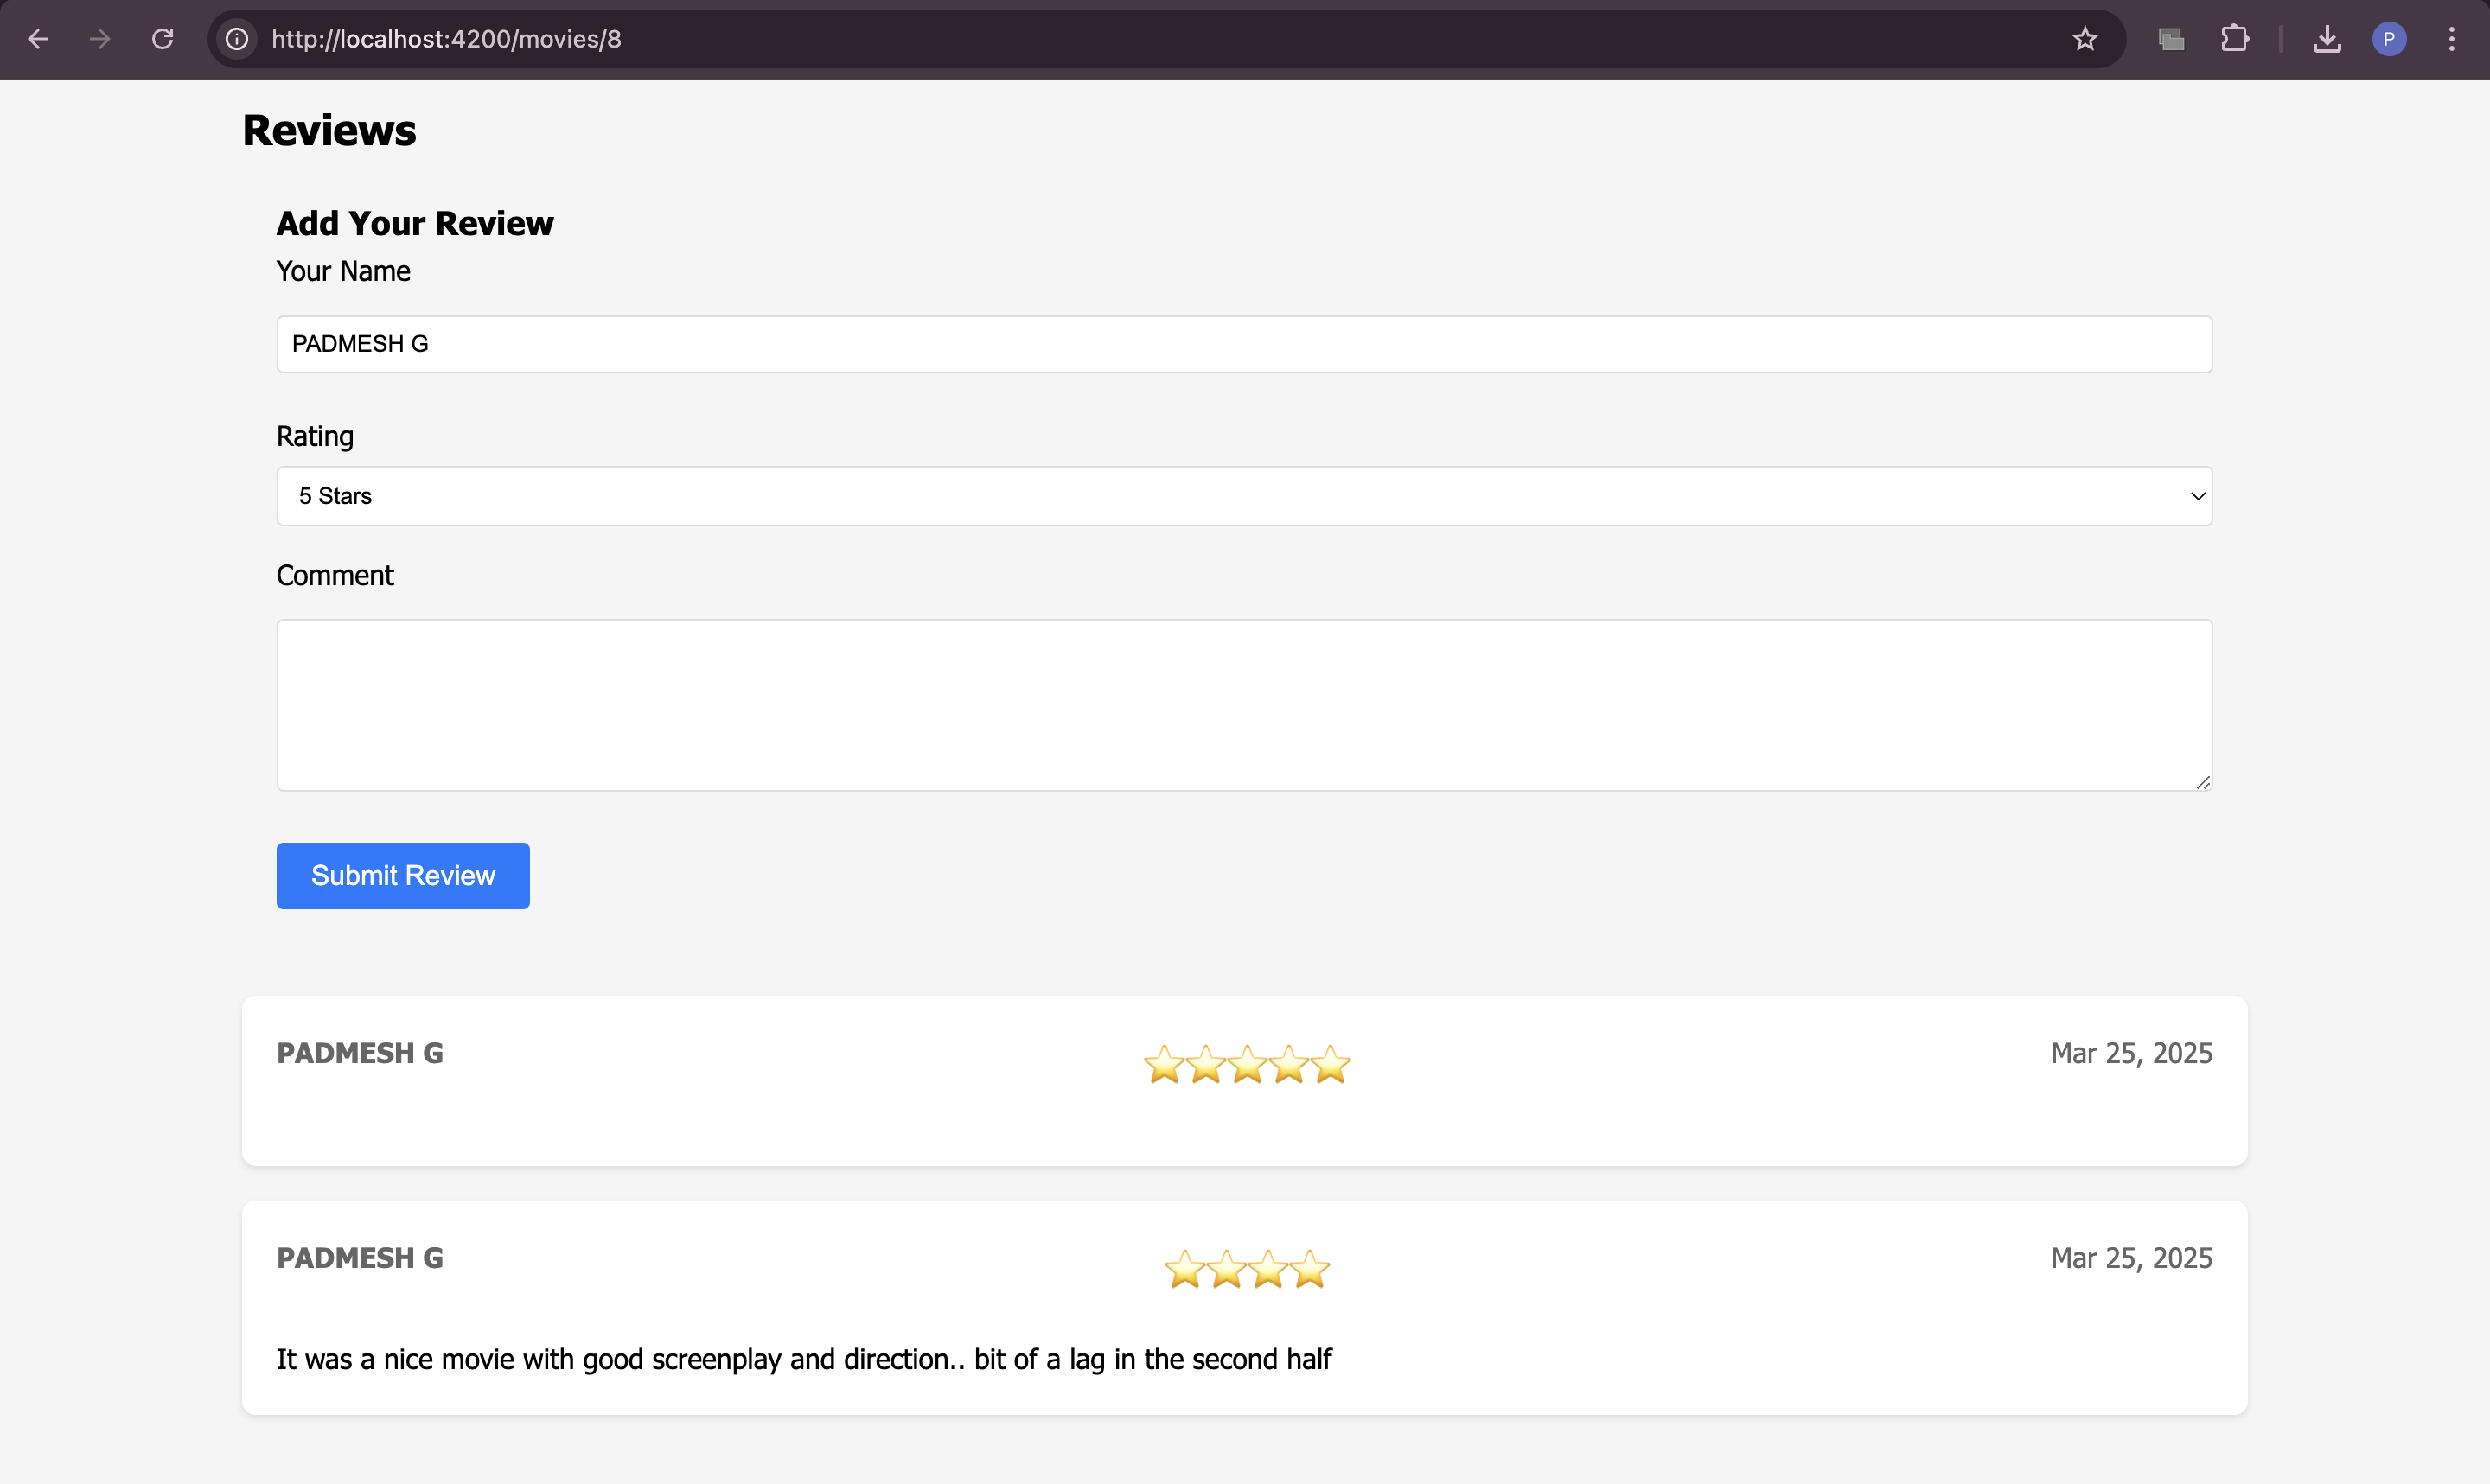 http://localhost:4200/movies/8
P
Reviews
Add Your Review
Your Name
PADMESH G
Rating
5 Stars
Comment
Submit Review
PADMESH G ⭐⭐⭐⭐⭐ Mar 25, 2025
PADMESH G ⭐⭐⭐⭐ Mar 25, 2025
It was a nice movie with good screenplay and direction.. bit of a lag in the second half